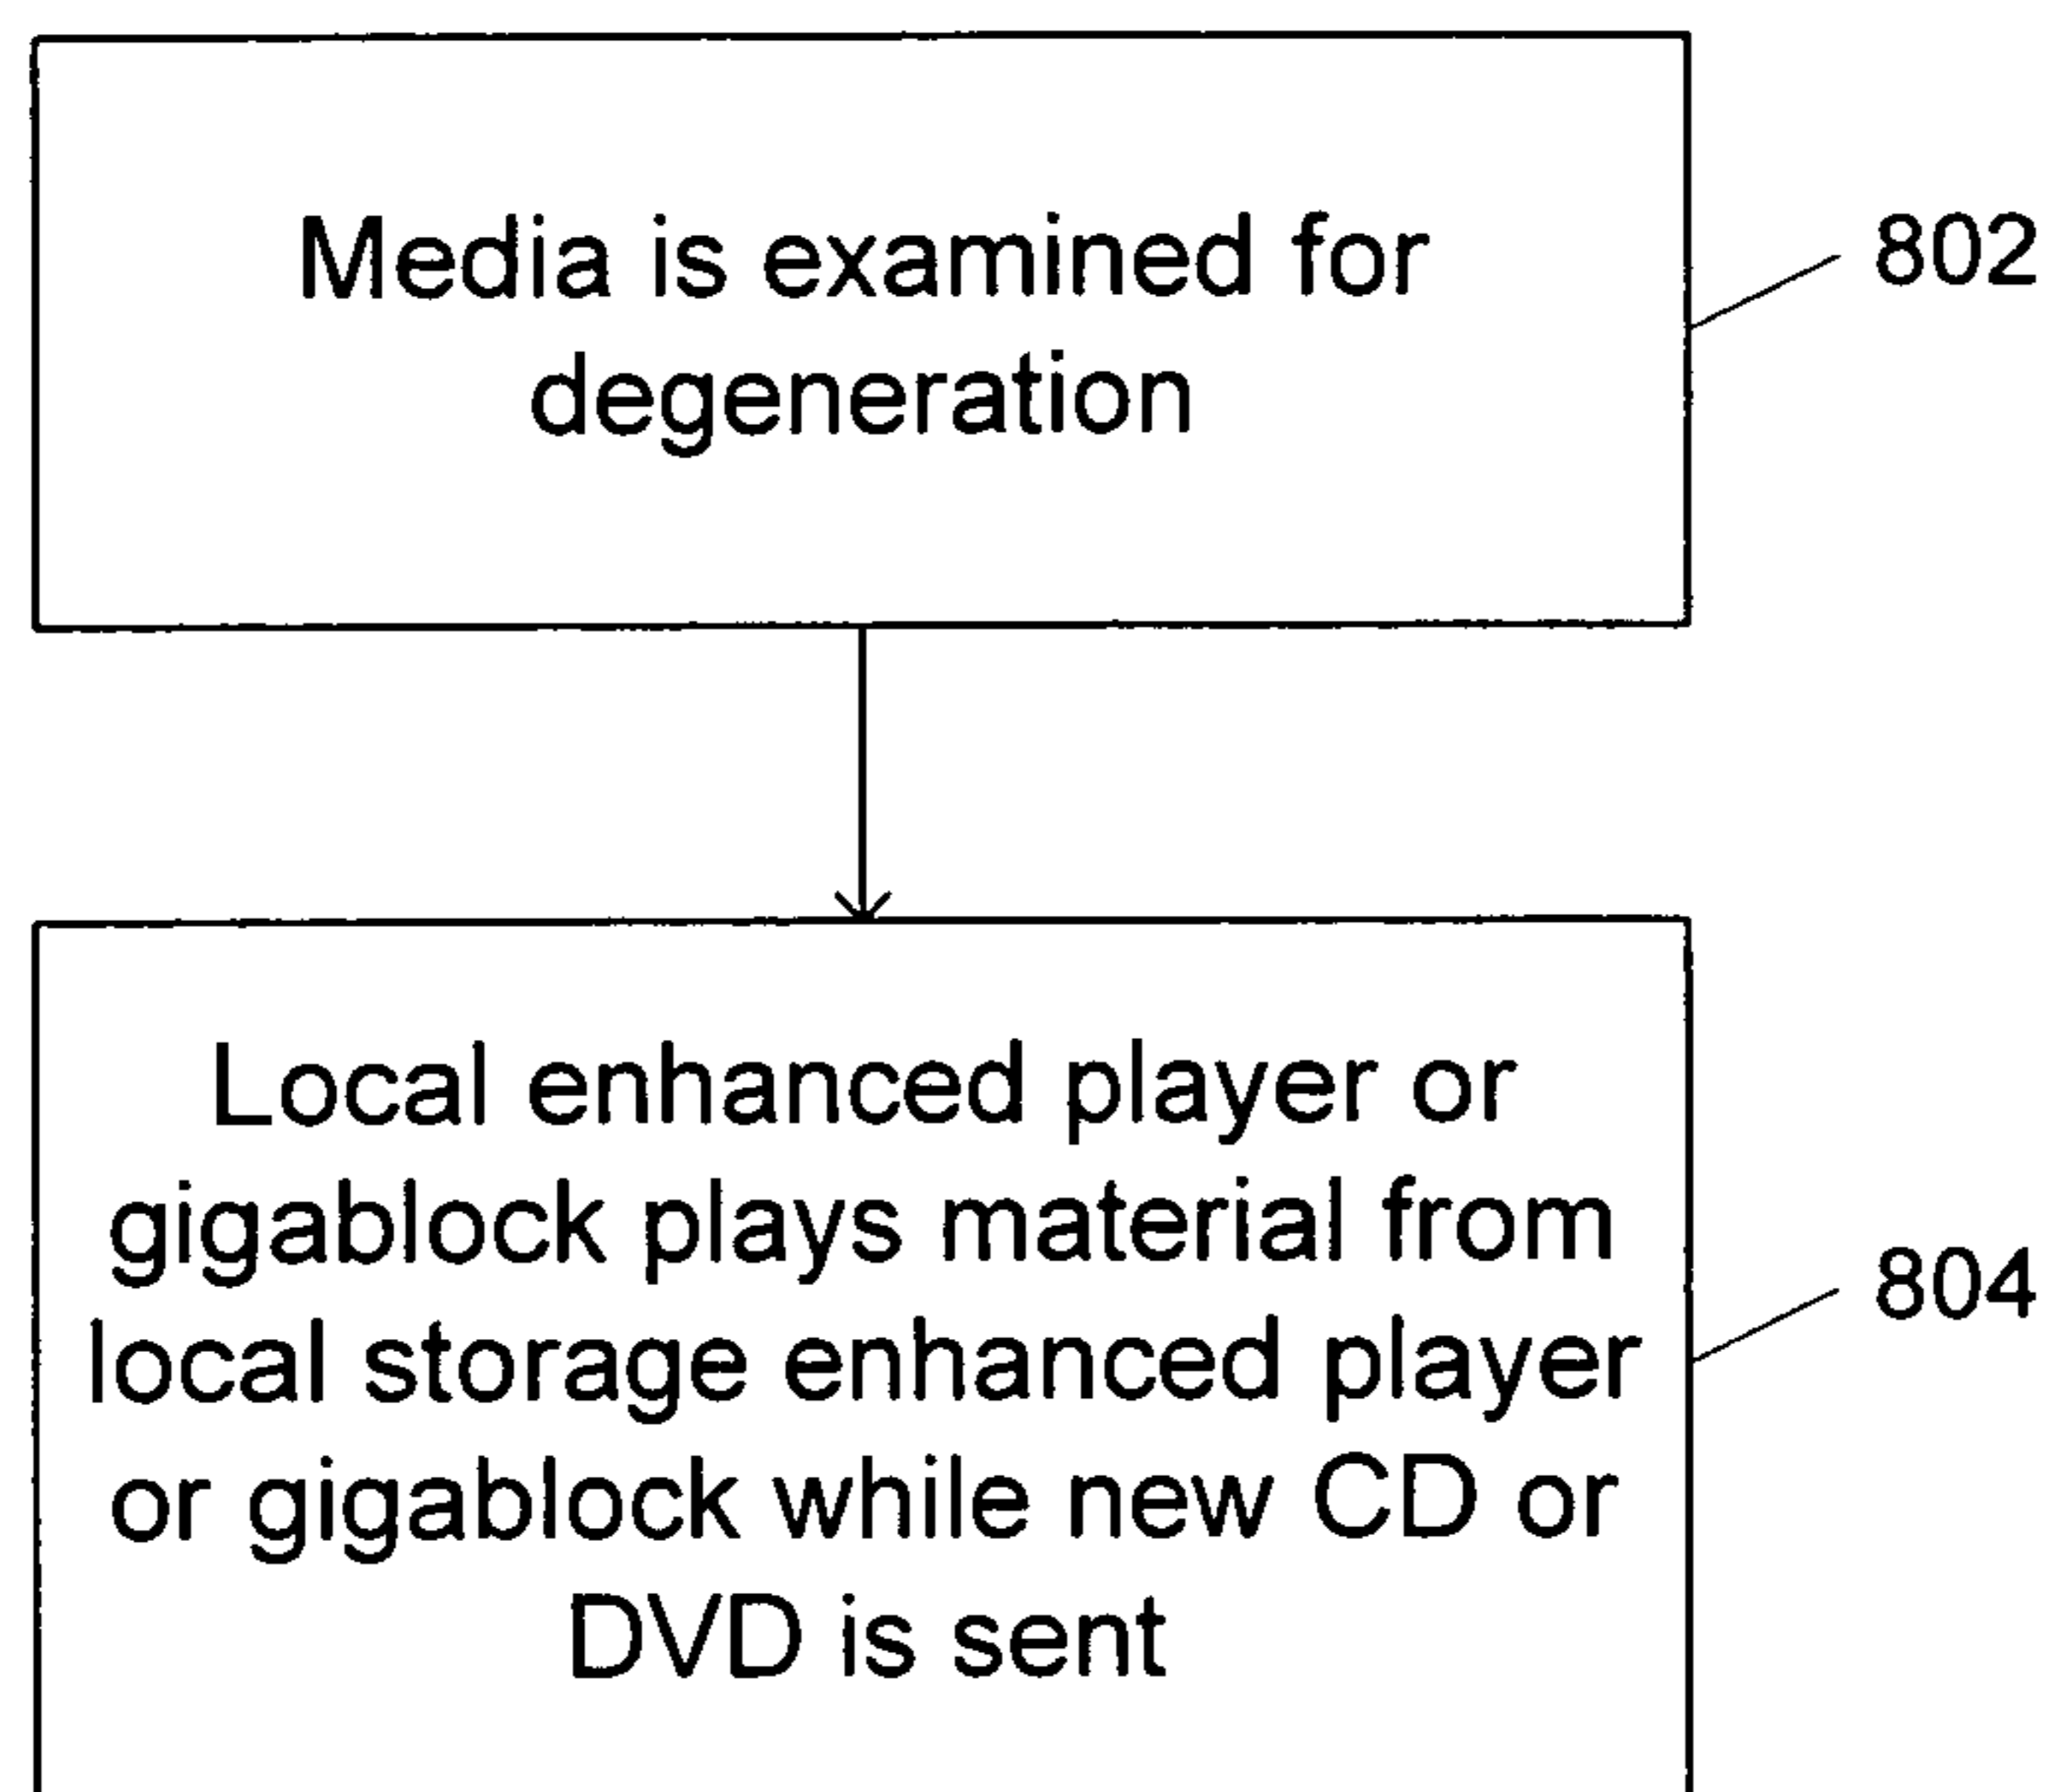 Media is examined for
degeneration
802
Local enhanced player or
gigablock plays material from
local storage enhanced player
or gigablock while new CD or
DVD is sent
804